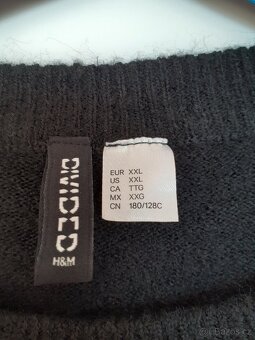 DIVIDED
H&M
EUR XXL
US XXL
CA TTG
MX XXG
CN 180/128C